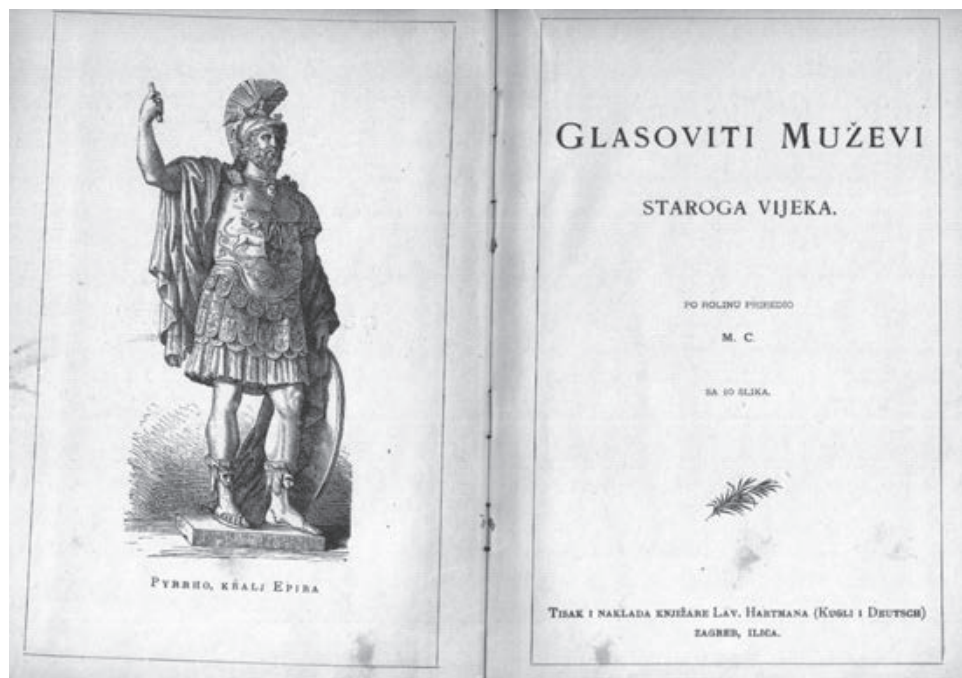 PYRRHO, KRALJ EPIRA
GLASOVITI MUŽEVI
STAROGA VIJEKA.
PO ROLINU PRIREDIO
M. C.
SA 10 SLIKA.
TISAK I NAKLADA KNJIŽARE LAV. HARTMANA (KUGLI I DEUTSCH)
ZAGREB, ILICA.